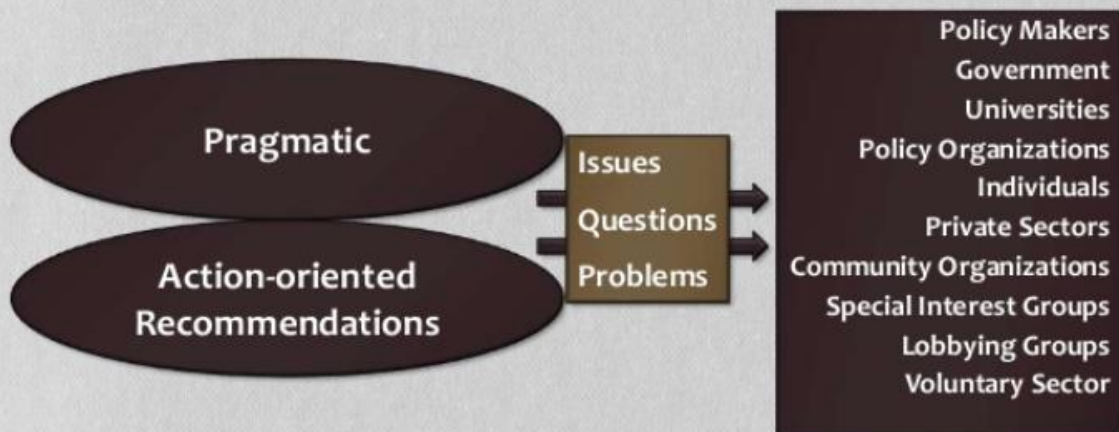 Pragmatic
Action-oriented
Recommendations
Issues
Questions
Problems
Policy Makers
Government
Universities
Policy Organizations
Individuals
Private Sectors
Community Organizations
Special Interest Groups
Lobbying Groups
Voluntary Sector